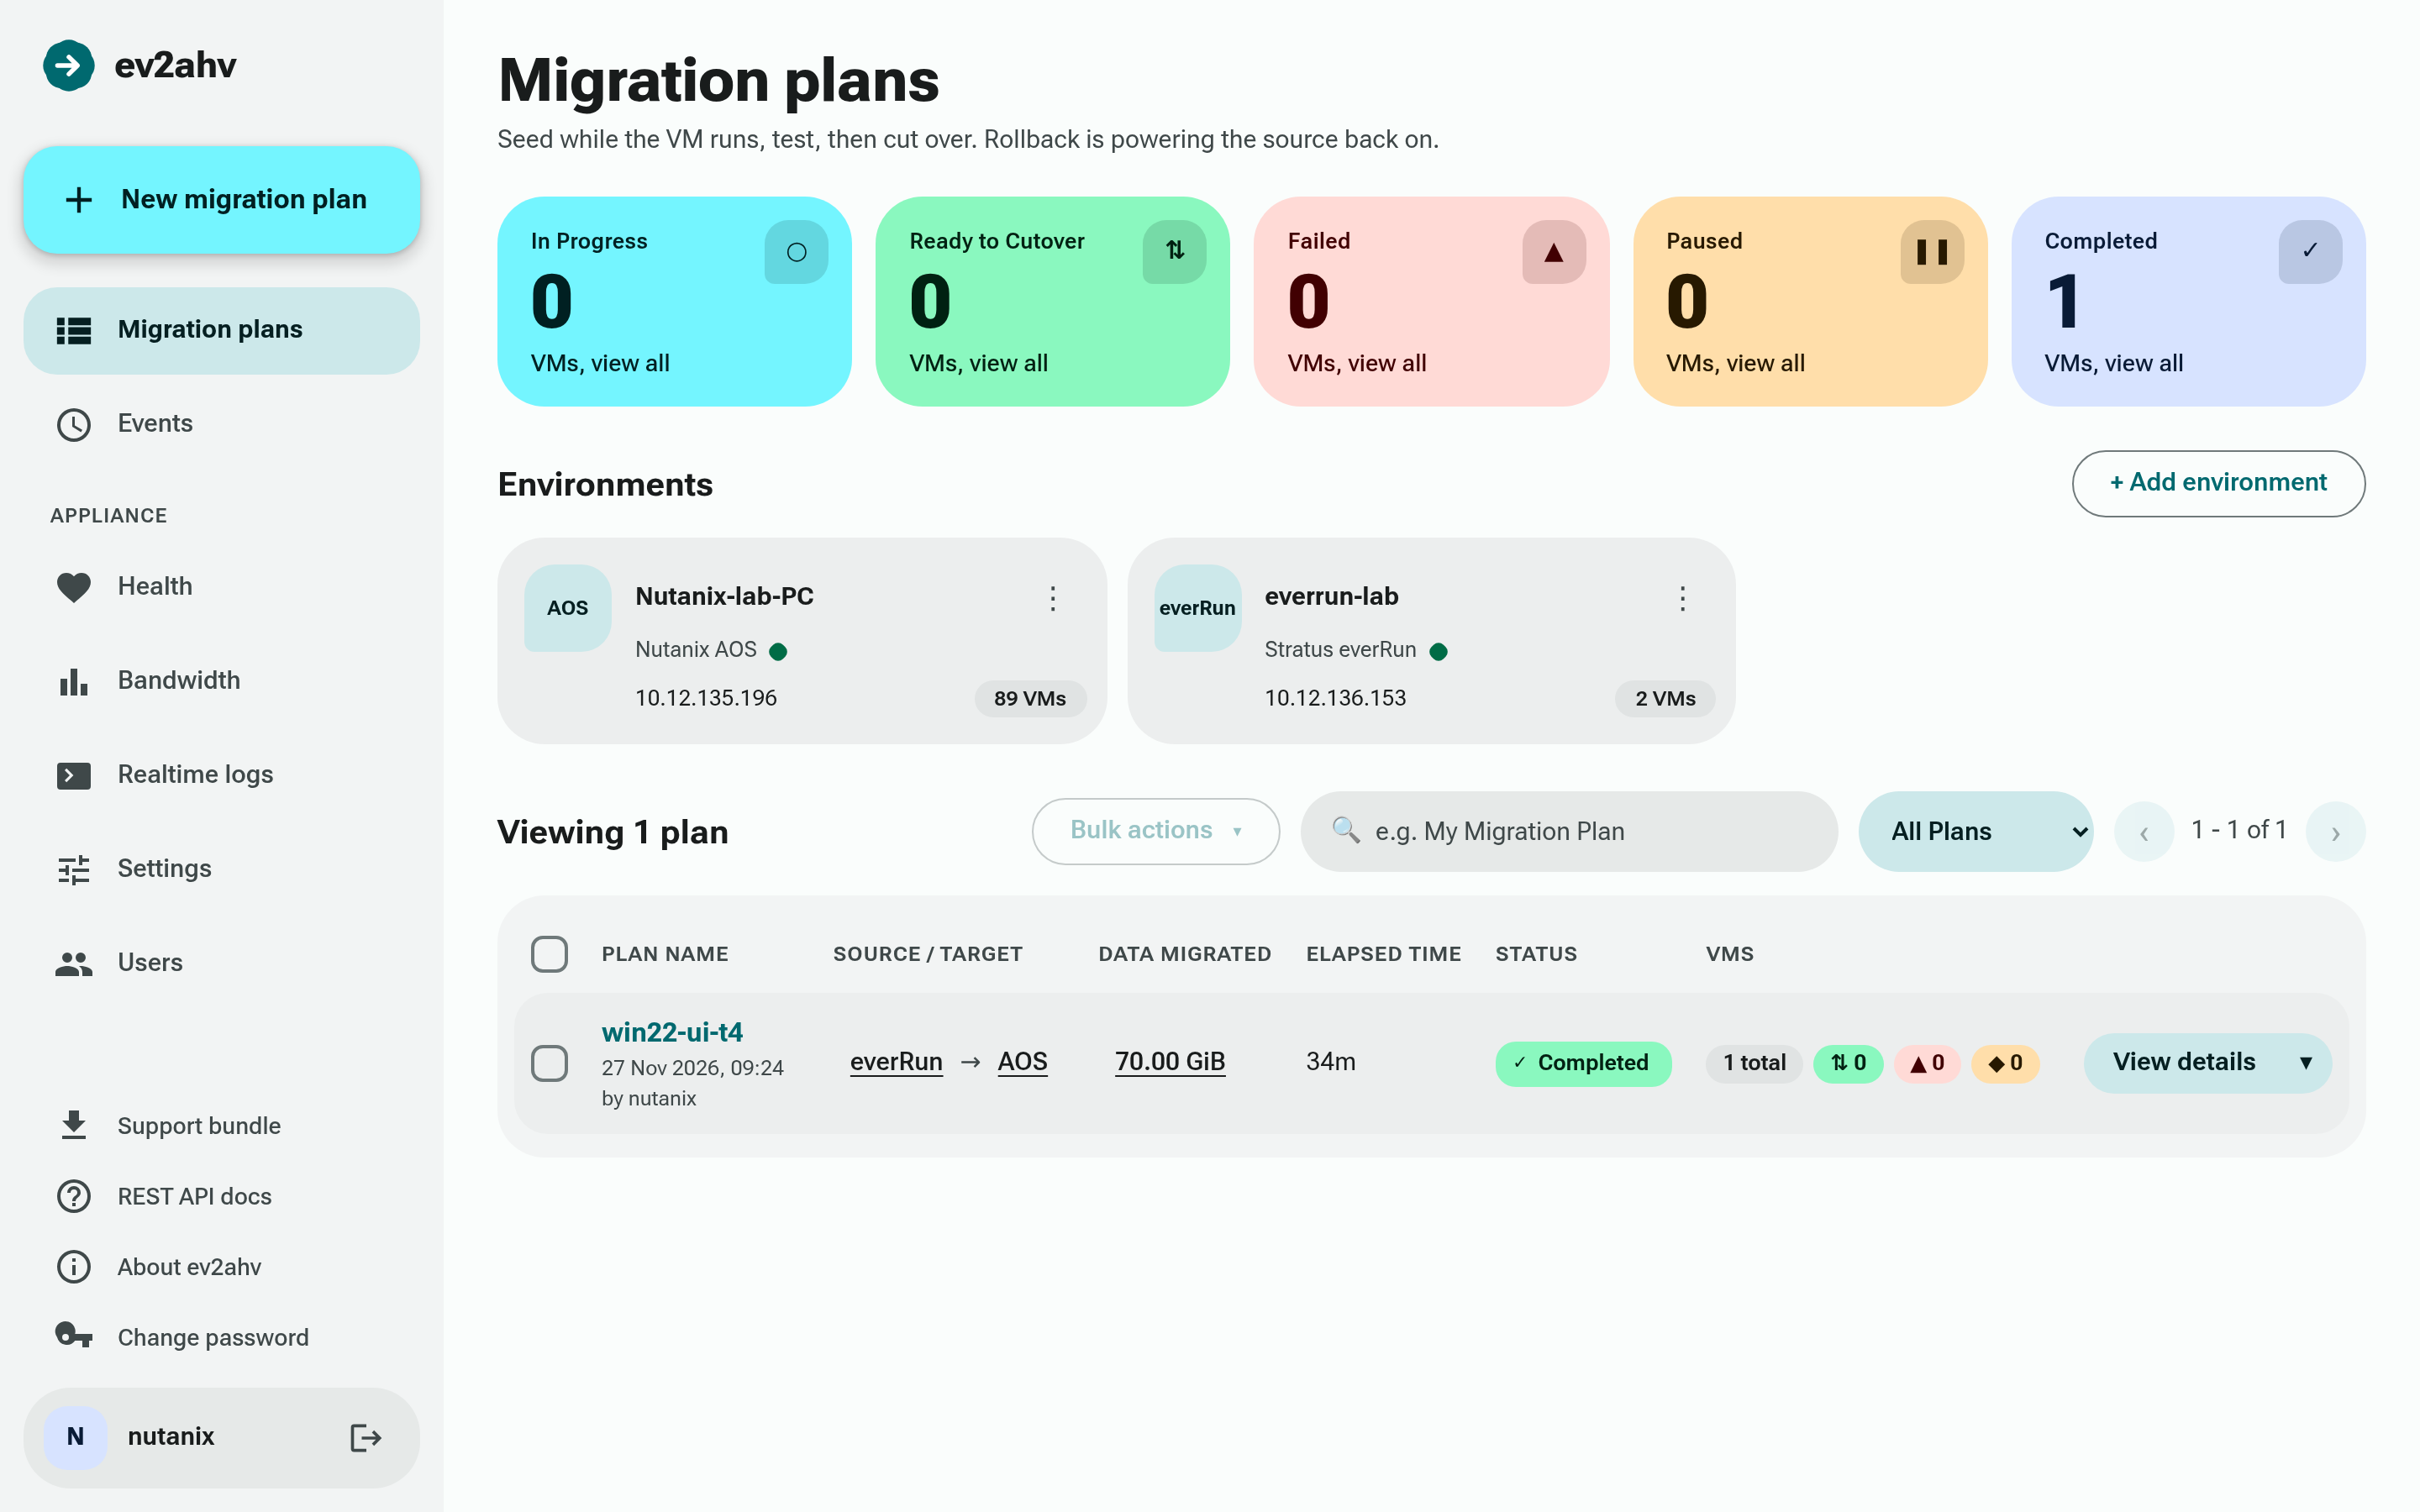 ev2ahv
New migration plan
Migration plans
Events
APPLIANCE
Health
Bandwidth
Realtime logs
Settings
Users
Support bundle
REST API docs
About ev2ahv
Change password
N nutanix
Migration plans
Seed while the VM runs, test, then cut over. Rollback is powering the source back on.
In Progress
0
VMs, view all
Ready to Cutover
0
VMs, view all
Failed
0
VMs, view all
Paused
0
VMs, view all
Completed
1
VMs, view all
Environments
+ Add environment
AOS
Nutanix-lab-PC
Nutanix AOS
10.12.135.196
89 VMs
everRun
everrun-lab
Stratus everRun
10.12.136.153
2 VMs
Viewing 1 plan
Bulk actions
e.g. My Migration Plan
All Plans
1 - 1 of 1
PLAN NAME SOURCE / TARGET DATA MIGRATED ELAPSED TIME STATUS VMS
win22-ui-t4
27 Nov 2026, 09:24
by nutanix
everRun → AOS
70.00 GiB
34m
✓ Completed
1 total ⇅ 0 ▲ 0 ◆ 0
View details ▼